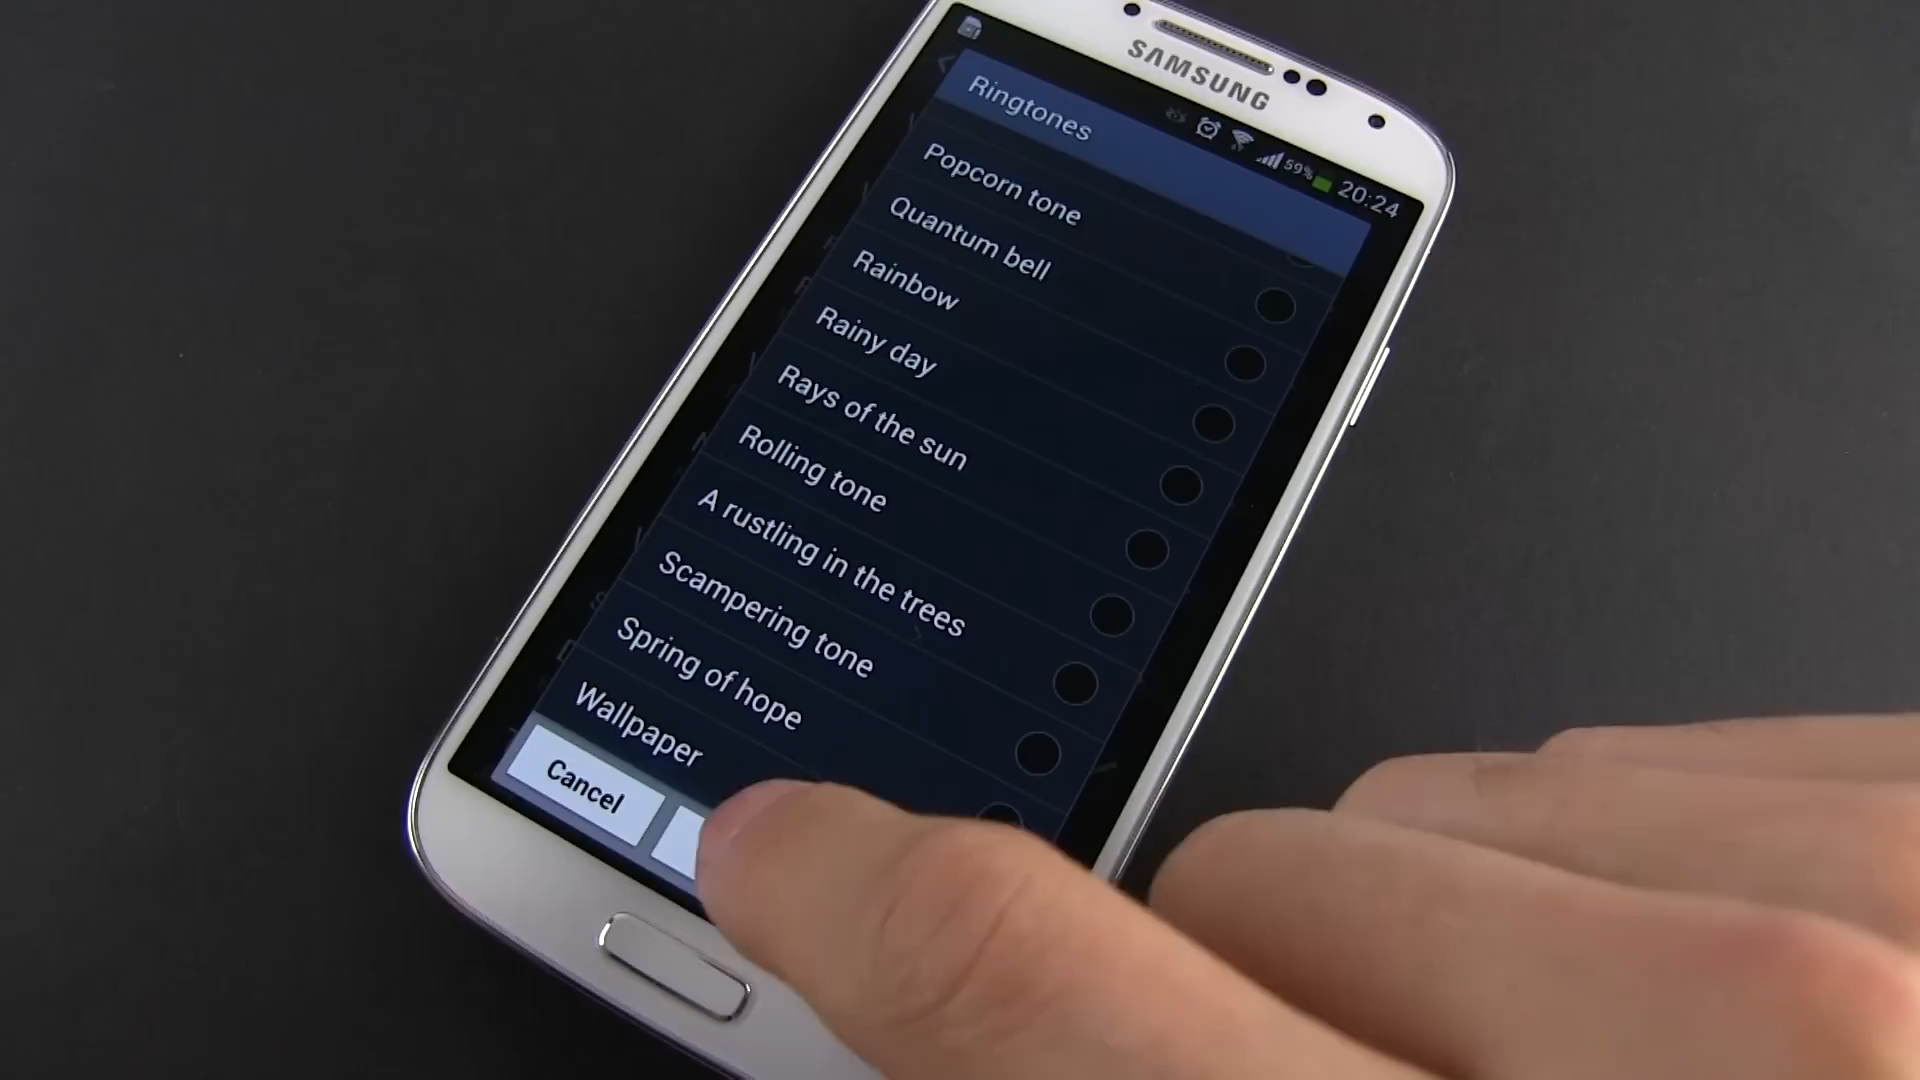 SAMSUNG
59% 20:24
Ringtones
Popcorn tone
Quantum bell
Rainbow
Rainy day
Rays of the sun
Rolling tone
A rustling in the trees
Scampering tone
Spring of hope
Wallpaper
Cancel